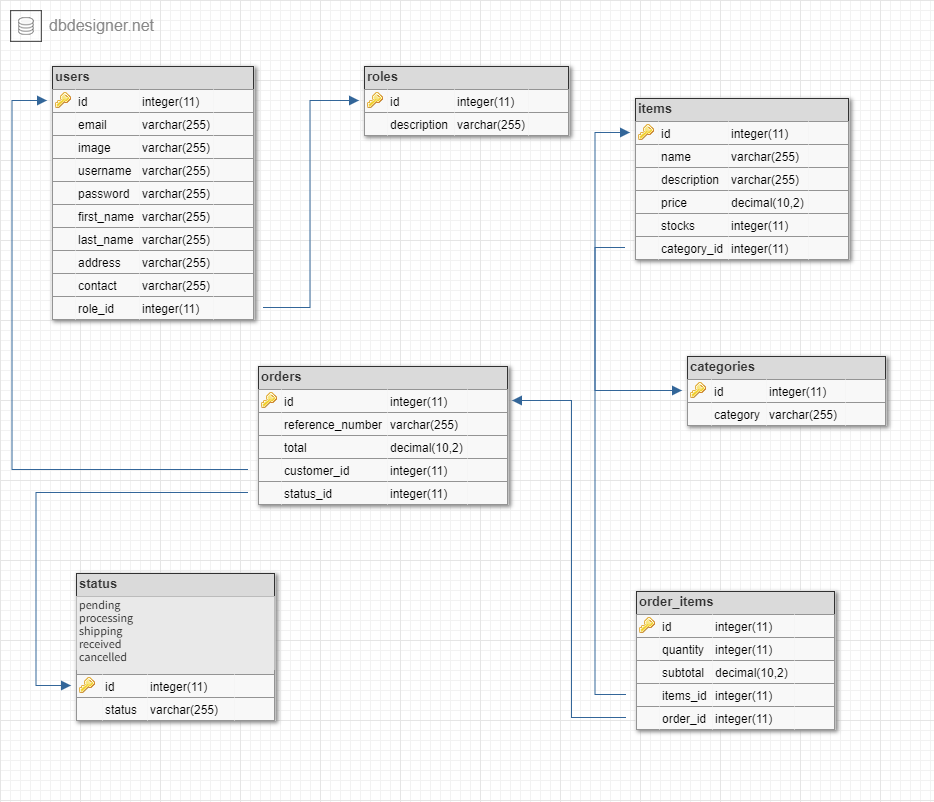 dbdesigner.net
users
id integer(11)
email varchar(255)
image varchar(255)
username varchar(255)
password varchar(255)
first_name varchar(255)
last_name varchar(255)
address varchar(255)
contact varchar(255)
role_id integer(11)
roles
id integer(11)
description varchar(255)
items
id integer(11)
name varchar(255)
description varchar(255)
price decimal(10,2)
stocks integer(11)
category_id integer(11)
orders
id integer(11)
reference_number varchar(255)
total decimal(10,2)
customer_id integer(11)
status_id integer(11)
categories
id integer(11)
category varchar(255)
status
pending
processing
shipping
received
cancelled
id integer(11)
status varchar(255)
order_items
id integer(11)
quantity integer(11)
subtotal decimal(10,2)
items_id integer(11)
order_id integer(11)